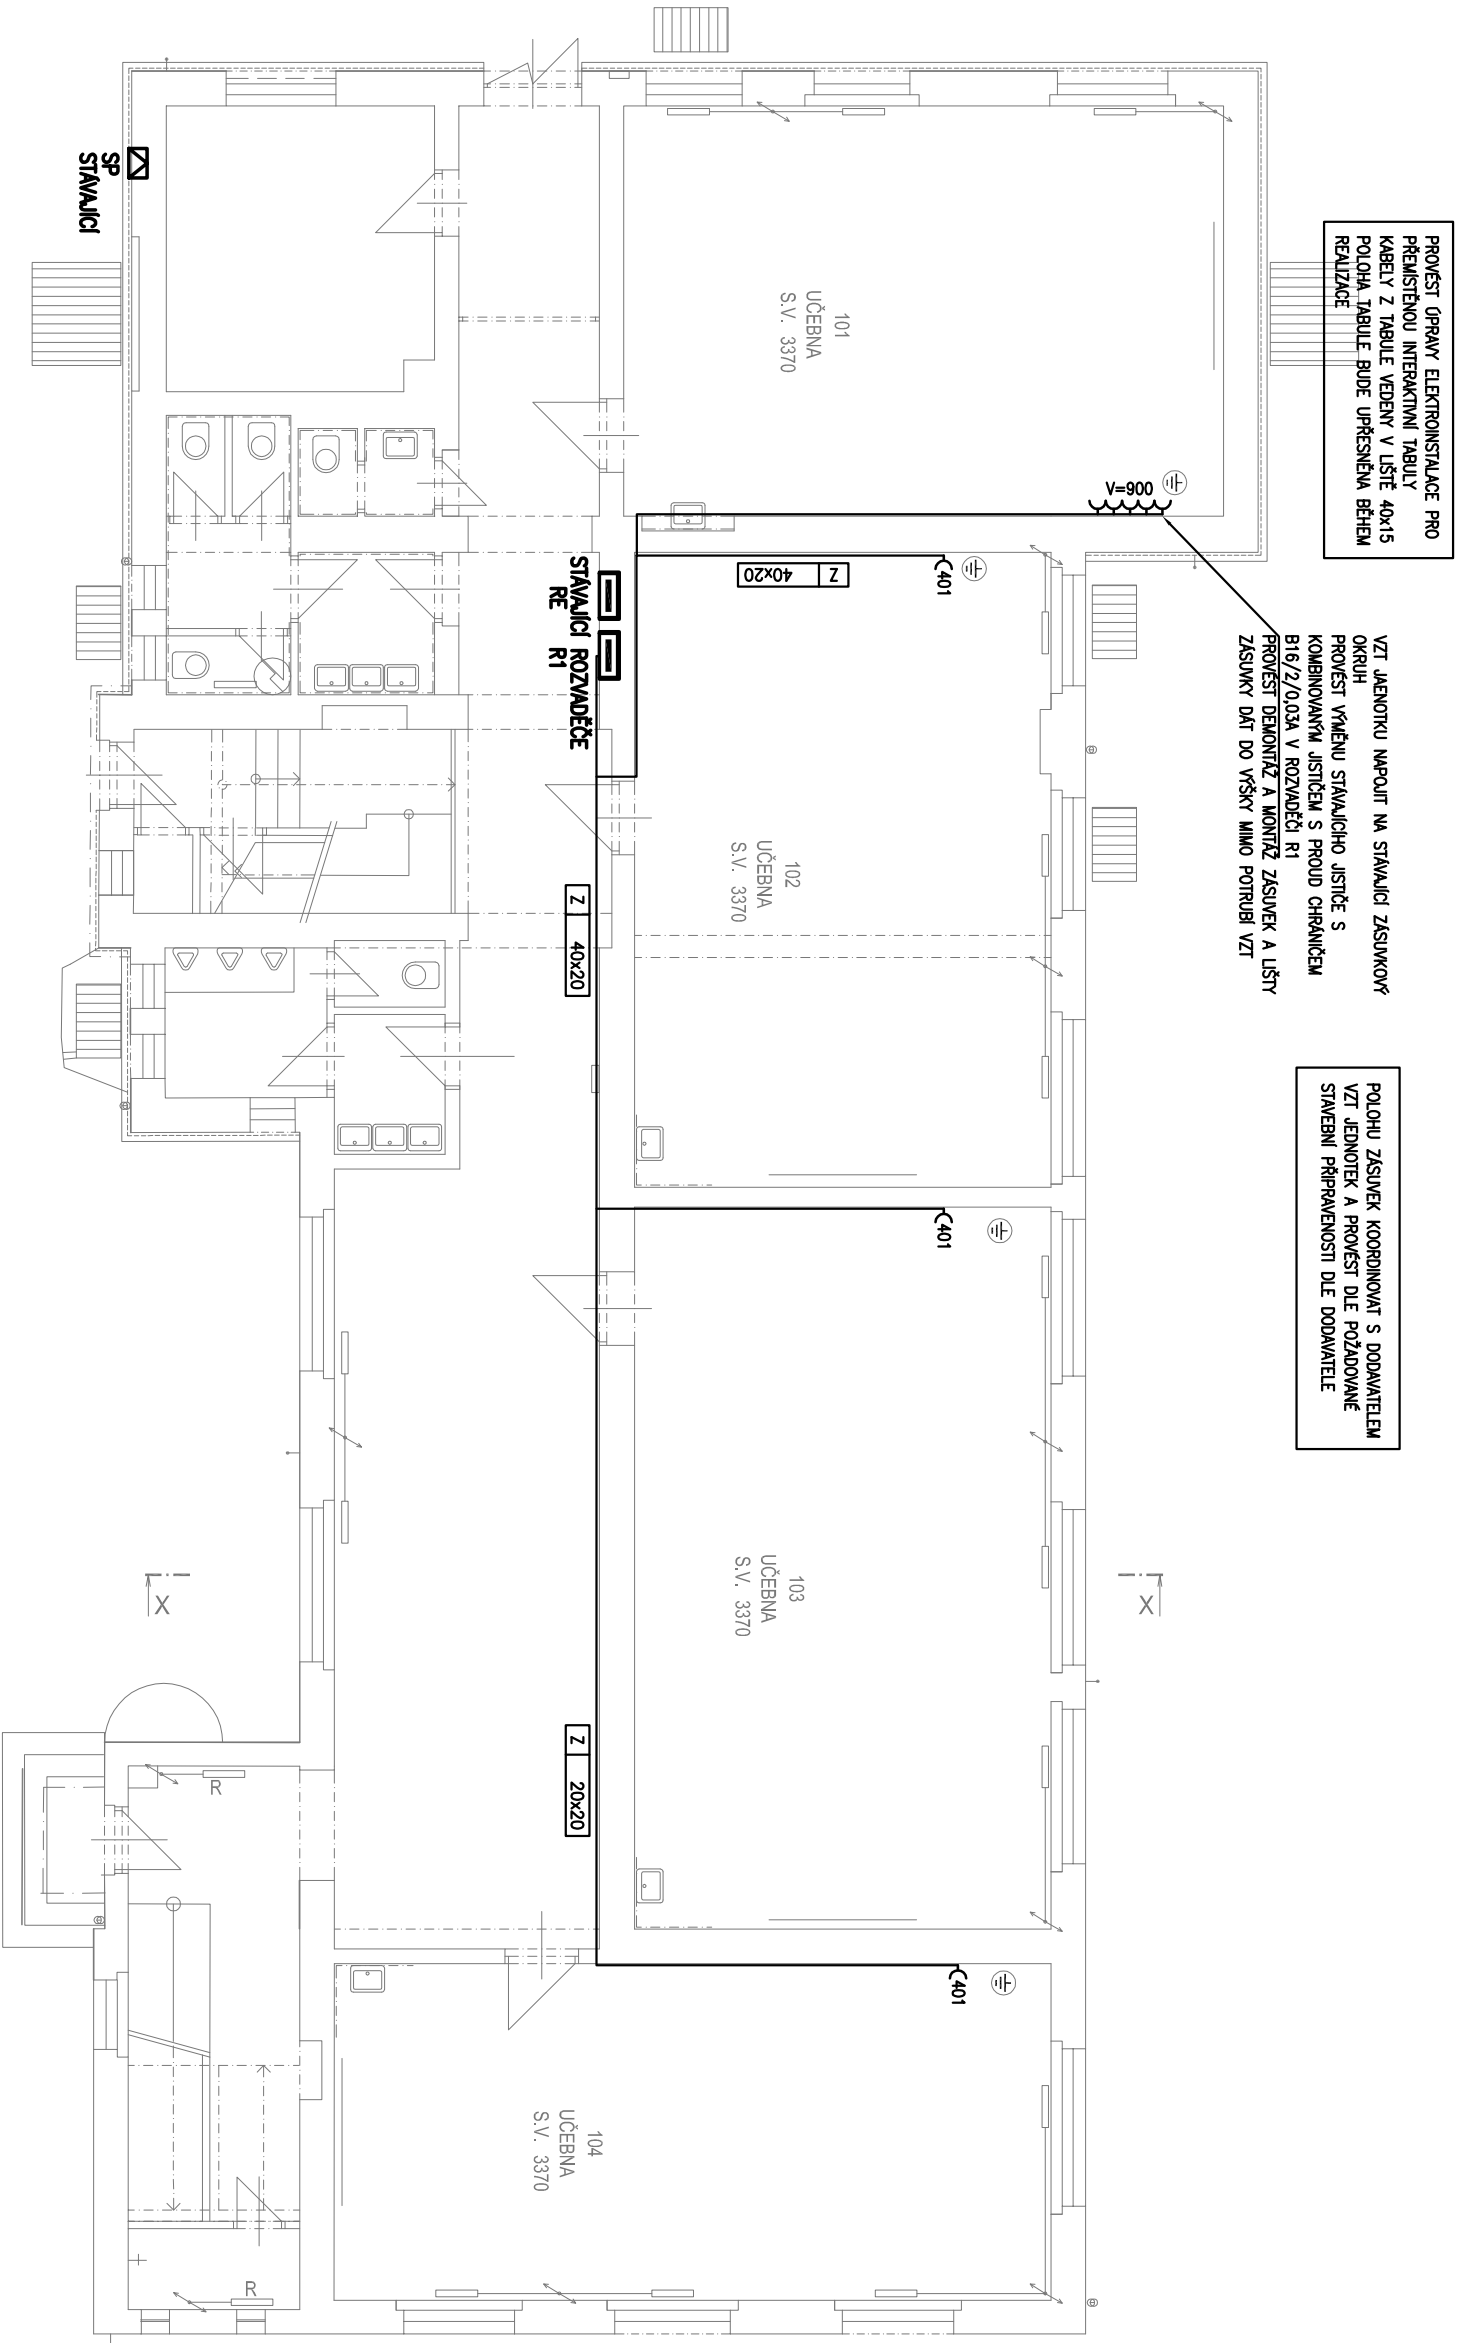 PROVÉST ÚPRAVY ELEKTROINSTALACE PRO
PŘEMÍSTĚNOU INTERAKTIVNÍ TABULY
KABELY Z TABULE VEDENY V LIŠTĚ 40x15
POLOHA TABULE BUDE UPŘESNĚNA BĚHEM
REALIZACE
VZT JAENOTKU NAPOJIT NA STÁVAJÍCÍ ZÁSUVKOVÝ
OKRUH
PROVÉST VÝMĚNU STÁVAJÍCÍHO JISTIČE S
KOMBINOVANÝM JISTIČEM S PROUD CHRÁNIČEM
B16/2/0,03A V ROZVADĚČI R1
PROVÉST DEMONTÁŽ A MONTÁŽ ZÁSUVEK A LIŠTY
ZÁSUVKY DÁT DO VÝŠKY MIMO POTRUBÍ VZT
POLOHU ZÁSUVEK KOORDINOVAT S DODAVATELEM
VZT JEDNOTEK A PROVÉST DLE POŽADOVANÉ
STAVEBNÍ PŘIPRAVENOSTI DLE DODAVATELE
V=900
401
Z 40x20
401
401
X
X
101
UČEBNA
S.V. 3370
102
UČEBNA
S.V. 3370
103
UČEBNA
S.V. 3370
104
UČEBNA
S.V. 3370
STÁVAJÍCÍ ROZVADĚČE
RE R1
Z 40x20
Z 20x20
SP
STÁVAJÍCÍ
R
R